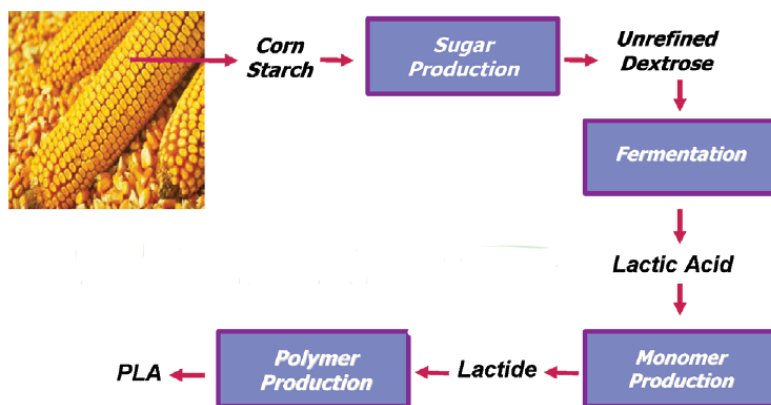 Corn
Starch
Sugar
Production
Unrefined
Dextrose
Fermentation
Lactic Acid
Monomer
Production
Lactide
Polymer
Production
PLA